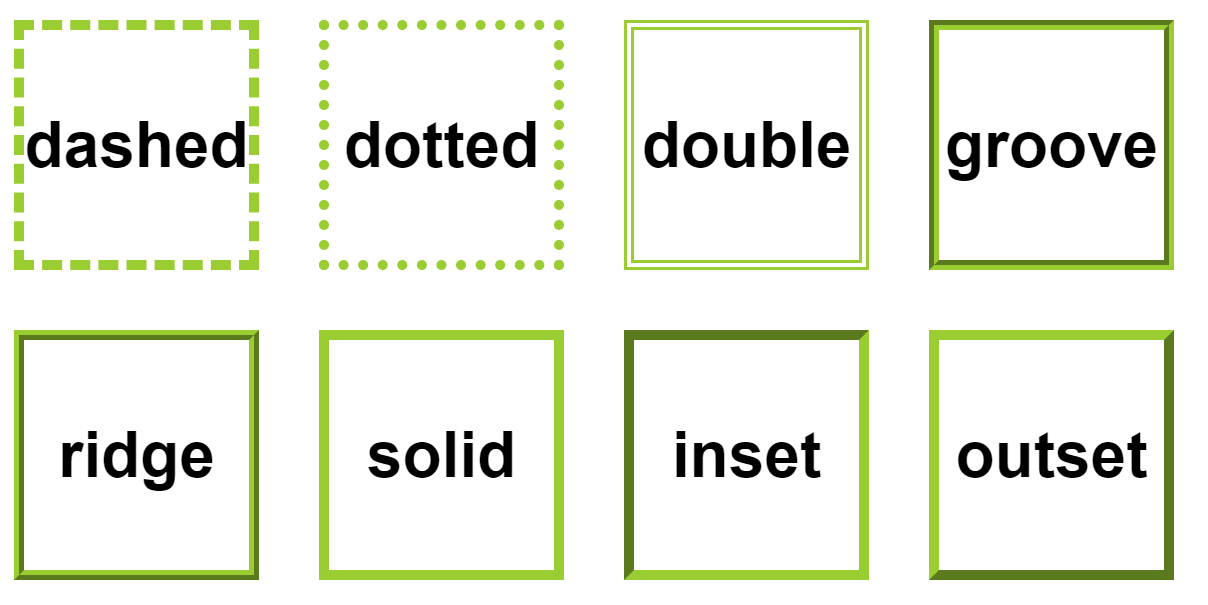 dashed dotted double groove
ridge solid inset outset